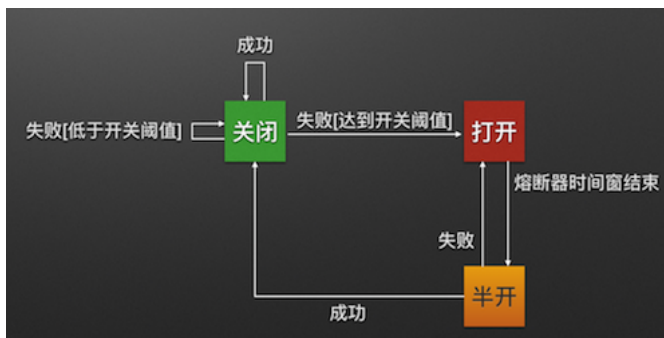 成功
失败[低于开关阈值]
关闭
失败[达到开关阈值]
打开
熔断器时间窗结束
失败
半开
成功